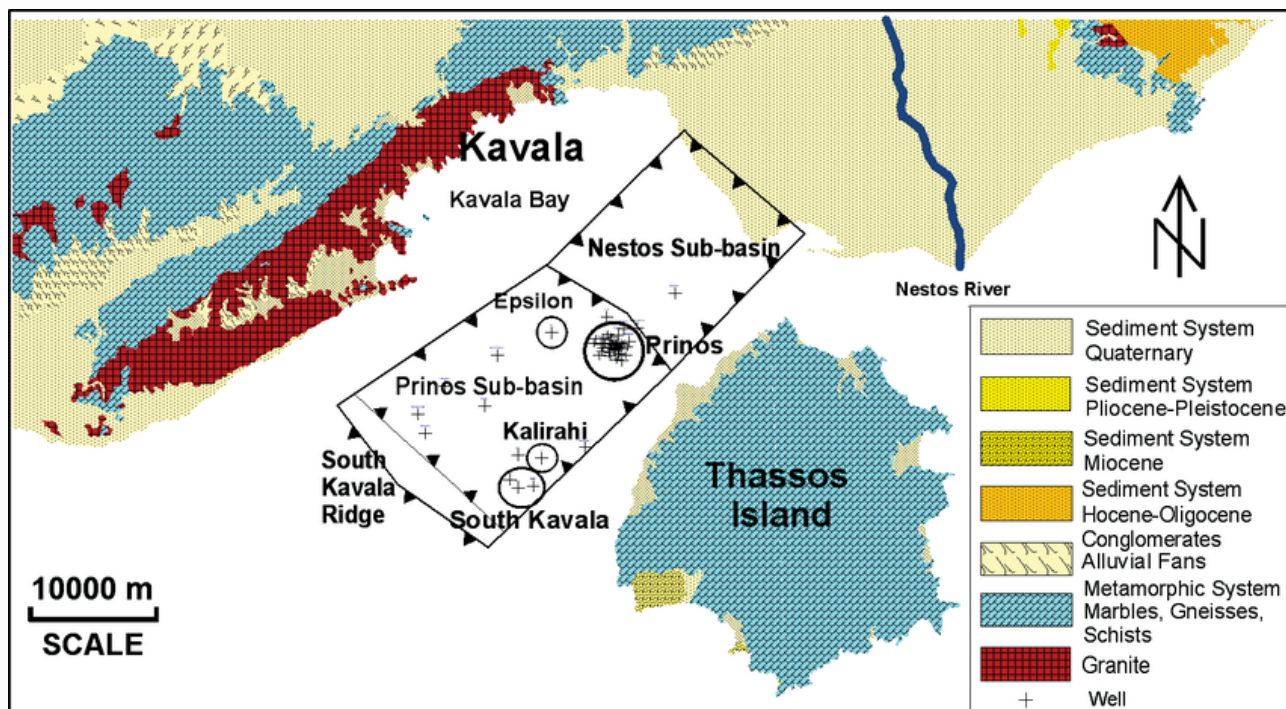 Kavala
Kavala Bay
Nestos Sub-basin
Nestos River
Epsilon
Prinos
Prinos Sub-basin
Kalirahi
South
Kavala
Ridge
South Kavala
Thassos
Island
10000 m
SCALE
N
Sediment System
Quaternary
Sediment System
Pliocene-Pleistocene
Sediment System
Miocene
Sediment System
Hocene-Oligocene
Conglomerates
Alluvial Fans
Metamorphic System
Marbles, Gneisses,
Schists
Granite
Well